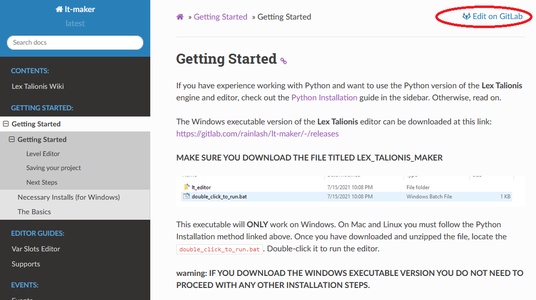 lt-maker
latest
Search docs
CONTENTS:
Lex Talionis Wiki
GETTING STARTED:
Getting Started
Getting Started
Level Editor
Saving your project
Next Steps
Necessary Installs (for Windows)
The Basics
EDITOR GUIDES:
Var Slots Editor
Supports
EVENTS:
» Getting Started » Getting Started
Edit on GitLab
Getting Started
If you have experience working with Python and want to use the Python version of the Lex Talionis
engine and editor, check out the Python Installation guide in the sidebar. Otherwise, read on.
The Windows executable version of the Lex Talionis editor can be downloaded at this link:
https://gitlab.com/rainlash/lt-maker/-/releases
MAKE SURE YOU DOWNLOAD THE FILE TITLED LEX_TALIONIS_MAKER
lt_editor 7/15/2021 10:08 PM File folder
double_click_to_run.bat 7/15/2021 10:08 PM Windows Batch File 1 KB
This executable will ONLY work on Windows. On Mac and Linux you must follow the Python
Installation method linked above. Once you have downloaded and unzipped the file, locate the
double_click_to_run.bat . Double-click it to run the editor.
warning: IF YOU DOWNLOAD THE WINDOWS EXECUTABLE VERSION YOU DO NOT NEED TO
PROCEED WITH ANY OTHER INSTALLATION STEPS.